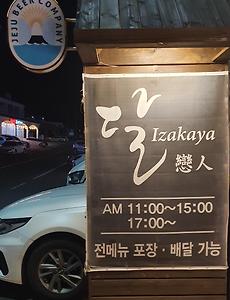 JEJU BEER COMPANY
달
Izakaya
戀人
AM 11:00~15:00
17:00~
전메뉴 포장·배달 가능